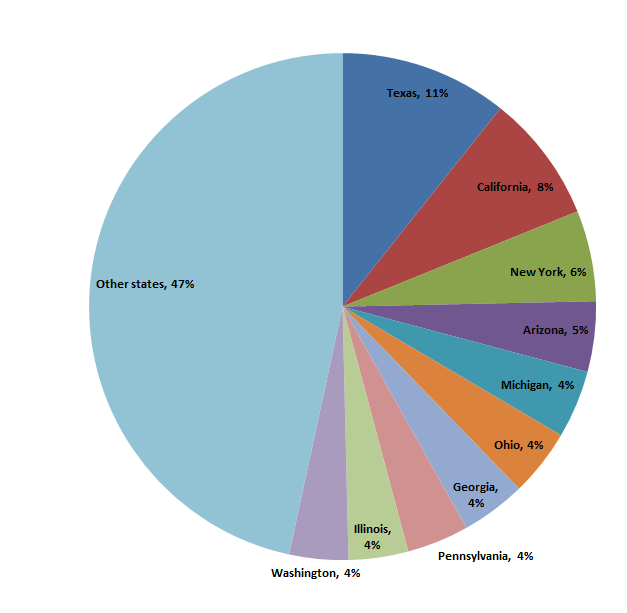 Texas, 11%
California, 8%
New York, 6%
Arizona, 5%
Michigan, 4%
Ohio, 4%
Georgia,
4%
Pennsylvania, 4%
Illinois,
4%
Washington, 4%
Other states, 47%